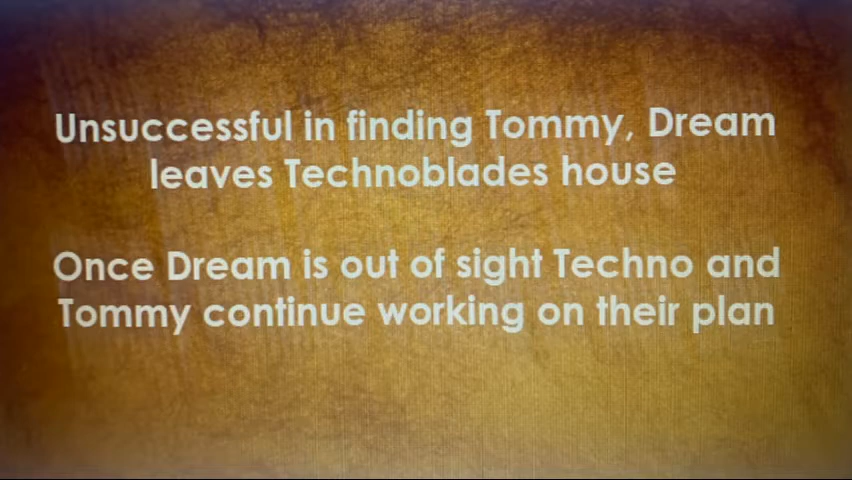 Unsuccessful in finding Tommy, Dream
leaves Technoblades house
Once Dream is out of sight Techno and
Tommy continue working on their plan